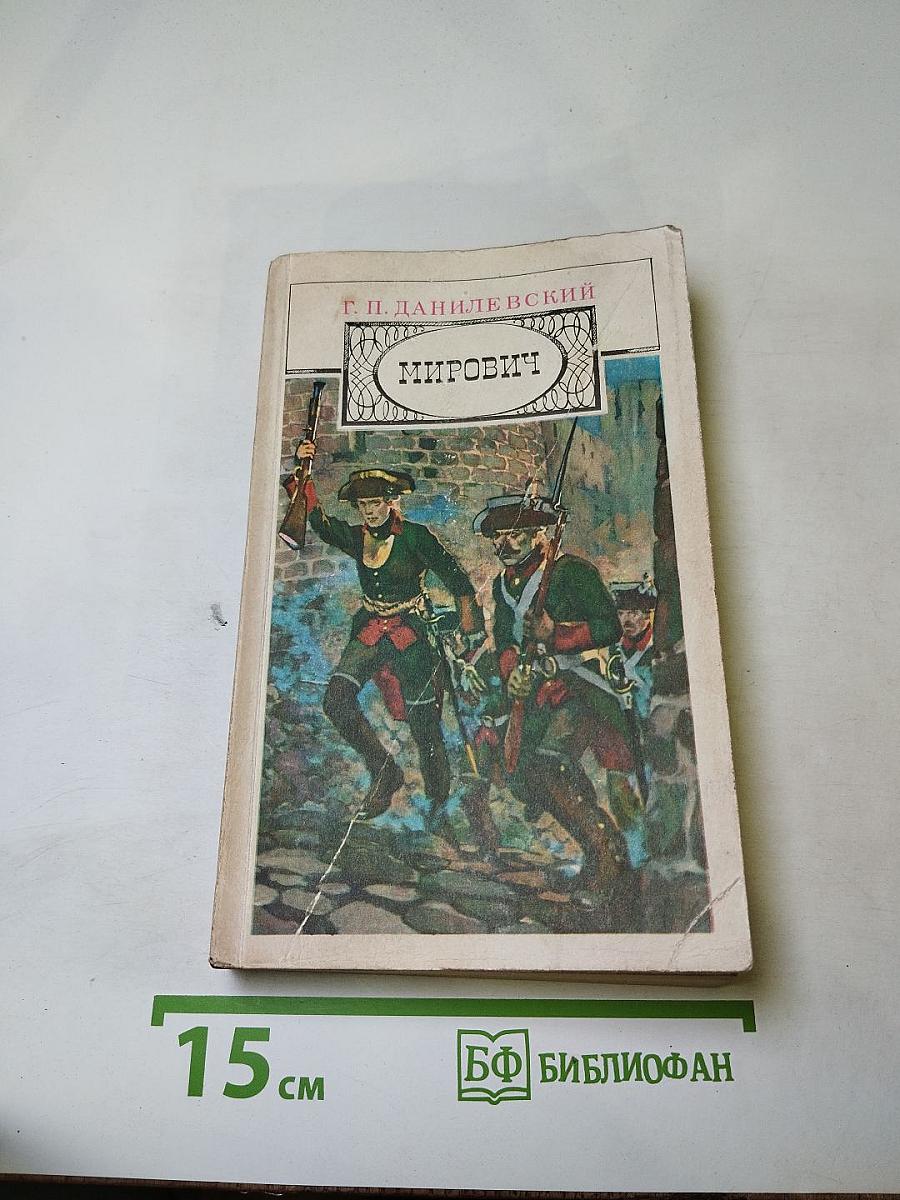 Г. П. ДАНИЛЕВСКИЙ
МИРОВИЧ
15 см
БФ БИБЛИОФАН